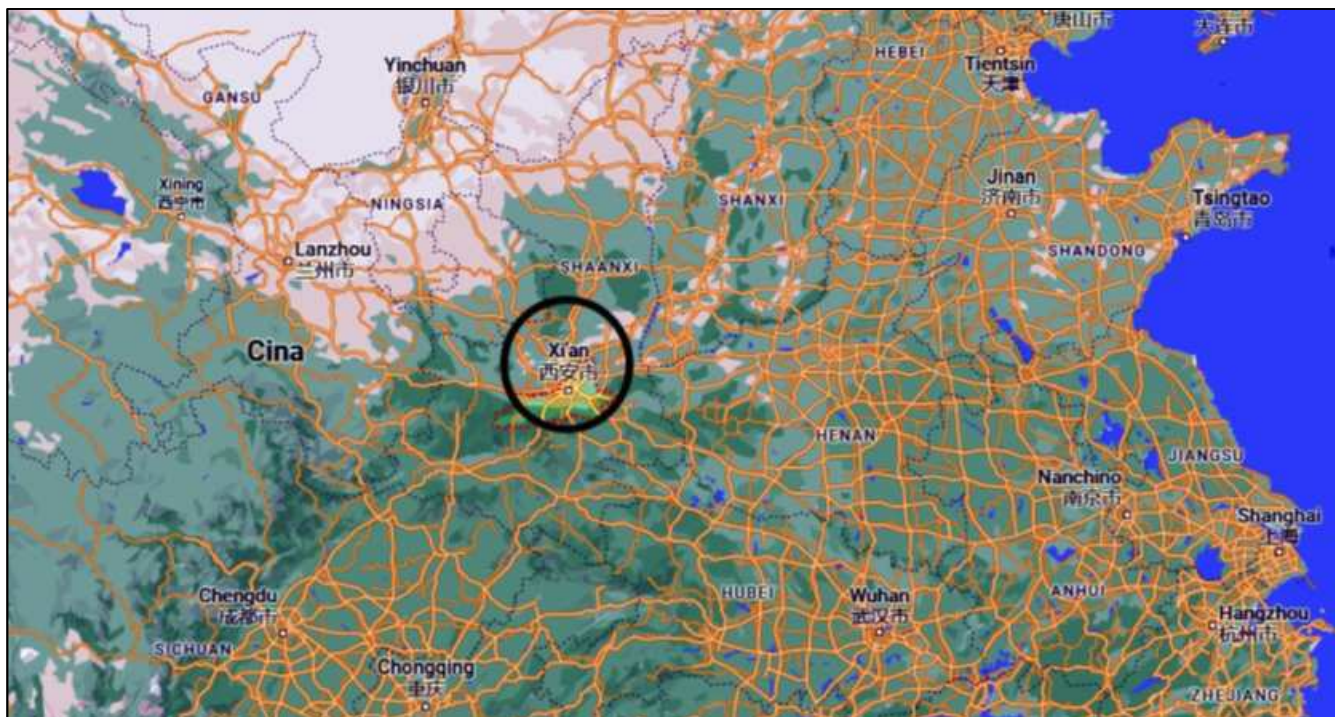 唐山市
大连市
HEBEI
Yinchuan
银川市
Tientsin
天津
GANSU
Xining
西宁市
Jinan
济南市
NINGSIA
SHANXI
Tsingtao
青岛市
Lanzhou
兰州市
SHAANXI
SHANDONG
Cina
Xi'an
西安市
HENAN
JIANGSU
Nanchino
南京市
Shanghai
上海
Chengdu
成都市
HUBEI
Wuhan
武汉市
ANHUI
Hangzhou
杭州市
SICHUAN
Chongqing
重庆
ZHEJIANG